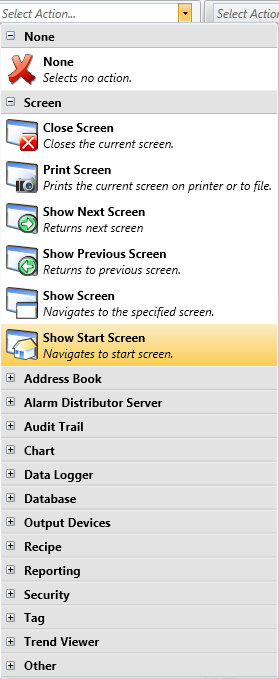 Select Action...
Select Action...
None
None
Selects no action.
Screen
Close Screen
Closes the current screen.
Print Screen
Prints the current screen on printer or to file.
Show Next Screen
Returns next screen
Show Previous Screen
Returns to previous screen.
Show Screen
Navigates to the specified screen.
Show Start Screen
Navigates to start screen.
Address Book
Alarm Distributor Server
Audit Trail
Chart
Data Logger
Database
Output Devices
Recipe
Reporting
Security
Tag
Trend Viewer
Other